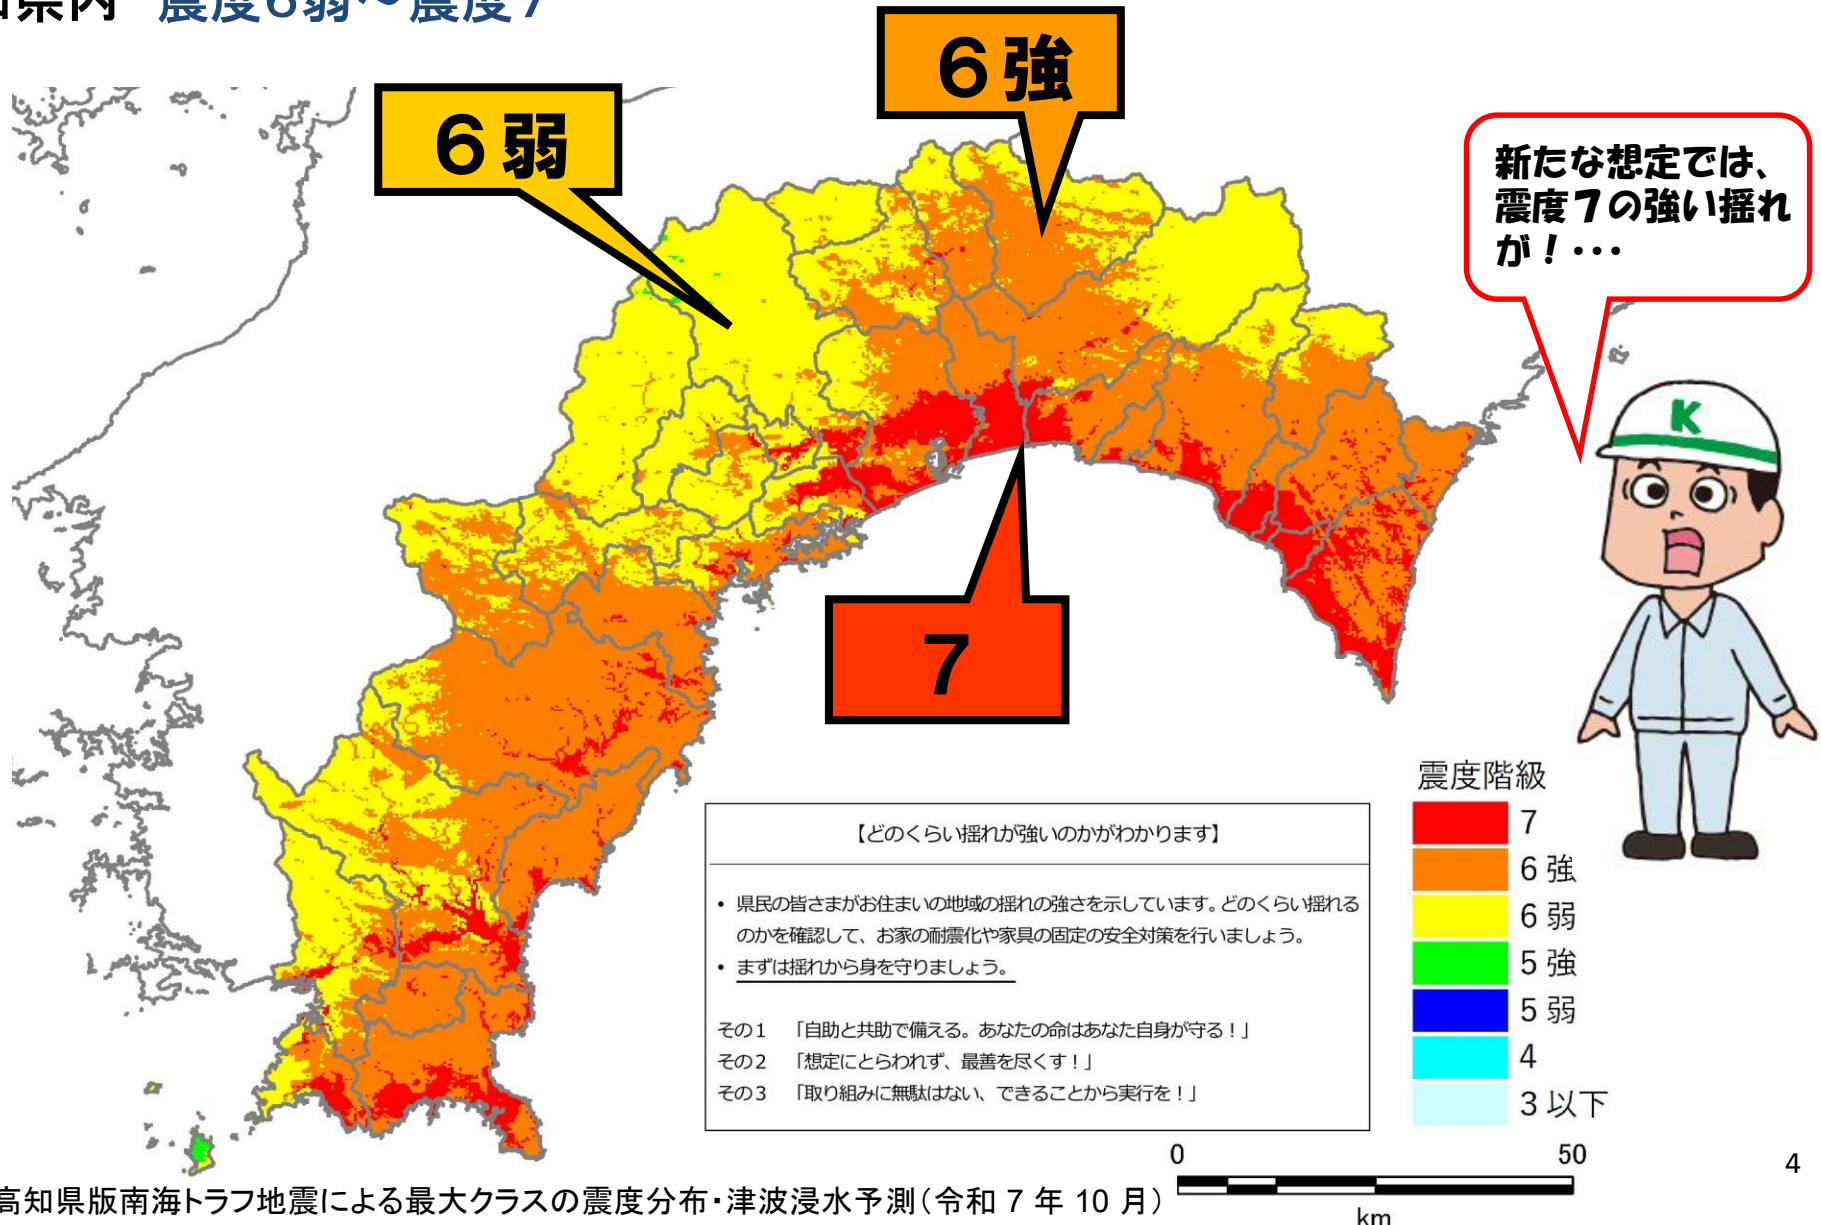 県内 震度６弱～震度７
６強
６弱
新たな想定では、
震度７の強い揺れ
が！・・・
K
７
震度階級
7
6強
6弱
5強
5弱
4
3以下
【どのくらい揺れが強いのかがわかります】
• 県民の皆さまがお住まいの地域の揺れの強さを示しています。どのくらい揺れる
のかを確認して、お家の耐震化や家具の固定の安全対策を行いましょう。
• まずは揺れから身を守りましょう。
その１ 「自助と共助で備える。あなたの命はあなた自身が守る！」
その２ 「想定にとらわれず、最善を尽くす！」
その３ 「取り組みに無駄はない、できることから実行を！」
0 50
km
4
高知県版南海トラフ地震による最大クラスの震度分布・津波浸水予測（令和 7 年 10 月）